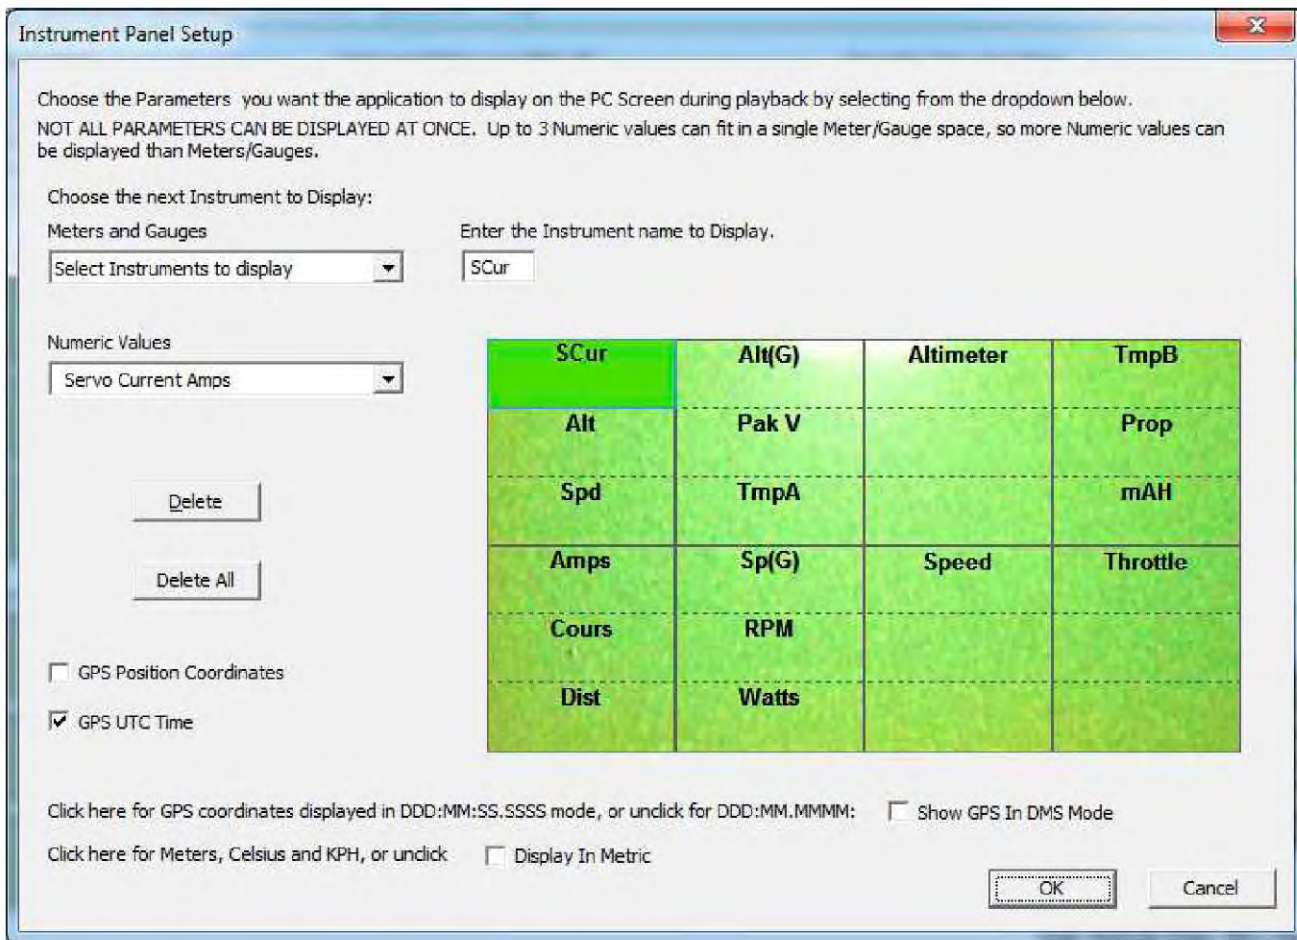 Instrument Panel Setup
Choose the Parameters you want the application to display on the PC Screen during playback by selecting from the dropdown below.
NOT ALL PARAMETERS CAN BE DISPLAYED AT ONCE. Up to 3 Numeric values can fit in a single Meter/Gauge space, so more Numeric values can
be displayed than Meters/Gauges.
Choose the next Instrument to Display:
Meters and Gauges
Enter the Instrument name to Display.
Select Instruments to display
SCur
Numeric Values
Servo Current Amps
SCur Alt(G) Altimeter TmpB
Alt Pak V Prop
Spd TmpA mAH
Amps Sp(G) Speed Throttle
Cours RPM
Dist Watts
Delete
Delete All
GPS Position Coordinates
GPS UTC Time
Click here for GPS coordinates displayed in DDD:MM:SS.SSSS mode, or unclick for DDD:MM.MMMM:
Show GPS In DMS Mode
Click here for Meters, Celsius and KPH, or unclick
Display In Metric
OK
Cancel